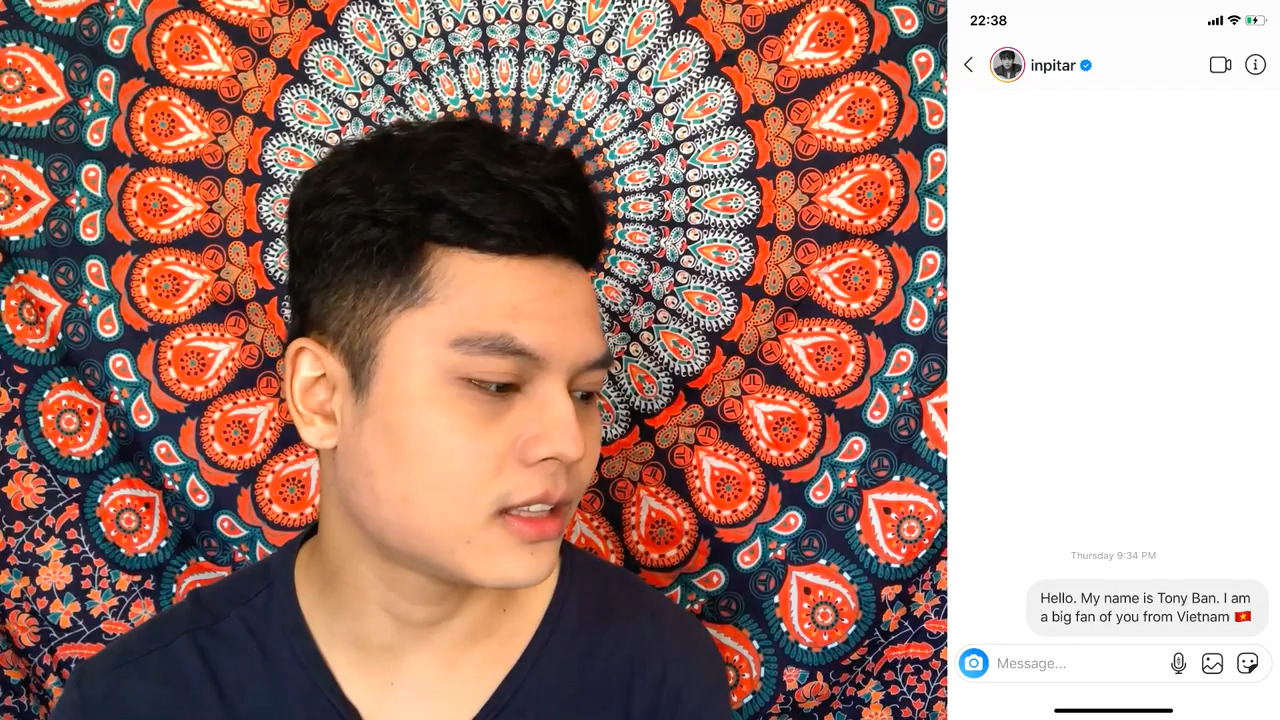 22:38
inpitar
Thursday 9:34 PM
Hello. My name is Tony Ban. I am
a big fan of you from Vietnam 🇻🇳
Message...